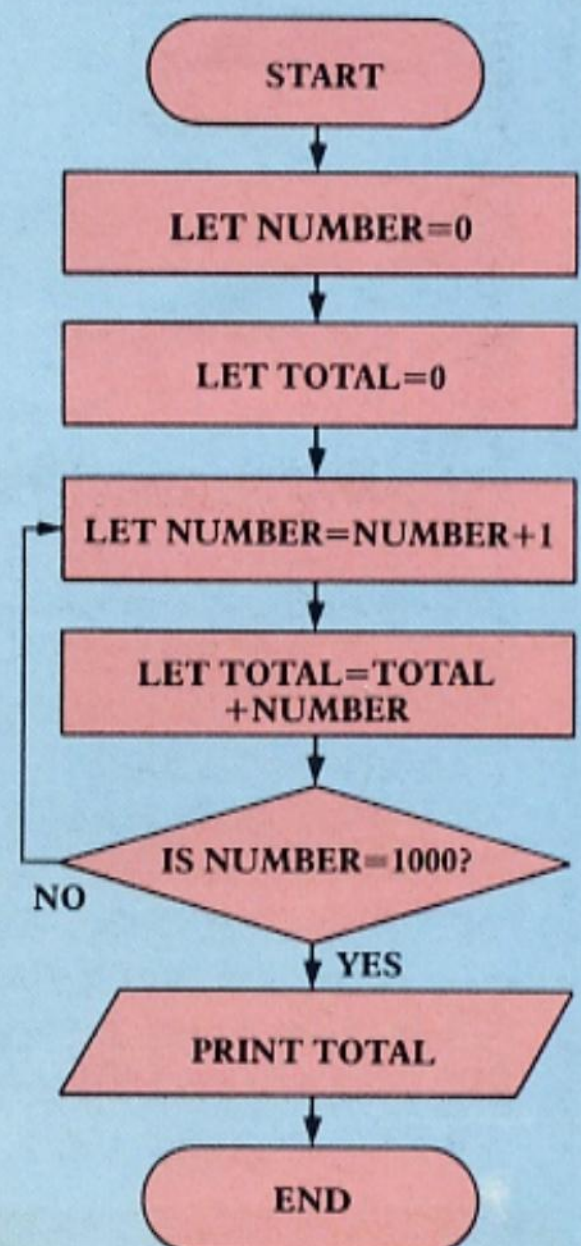 START
LET NUMBER=0
LET TOTAL=0
LET NUMBER=NUMBER+1
LET TOTAL=TOTAL
+NUMBER
IS NUMBER=1000?
NO
YES
PRINT TOTAL
END